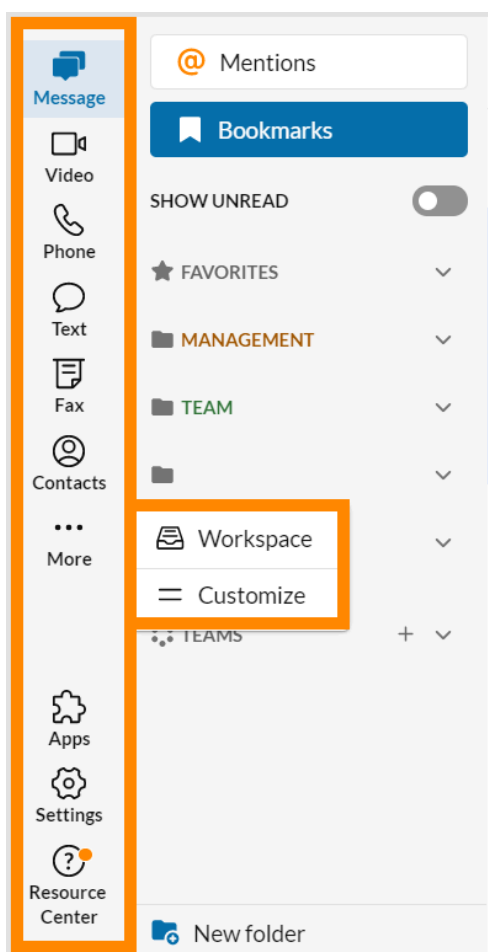 Message
Video
Phone
Text
Fax
Contacts
More
Apps
Settings
Resource
Center
@ Mentions
Bookmarks
SHOW UNREAD
FAVORITES
MANAGEMENT
TEAM
Workspace
Customize
TEAMS
New folder